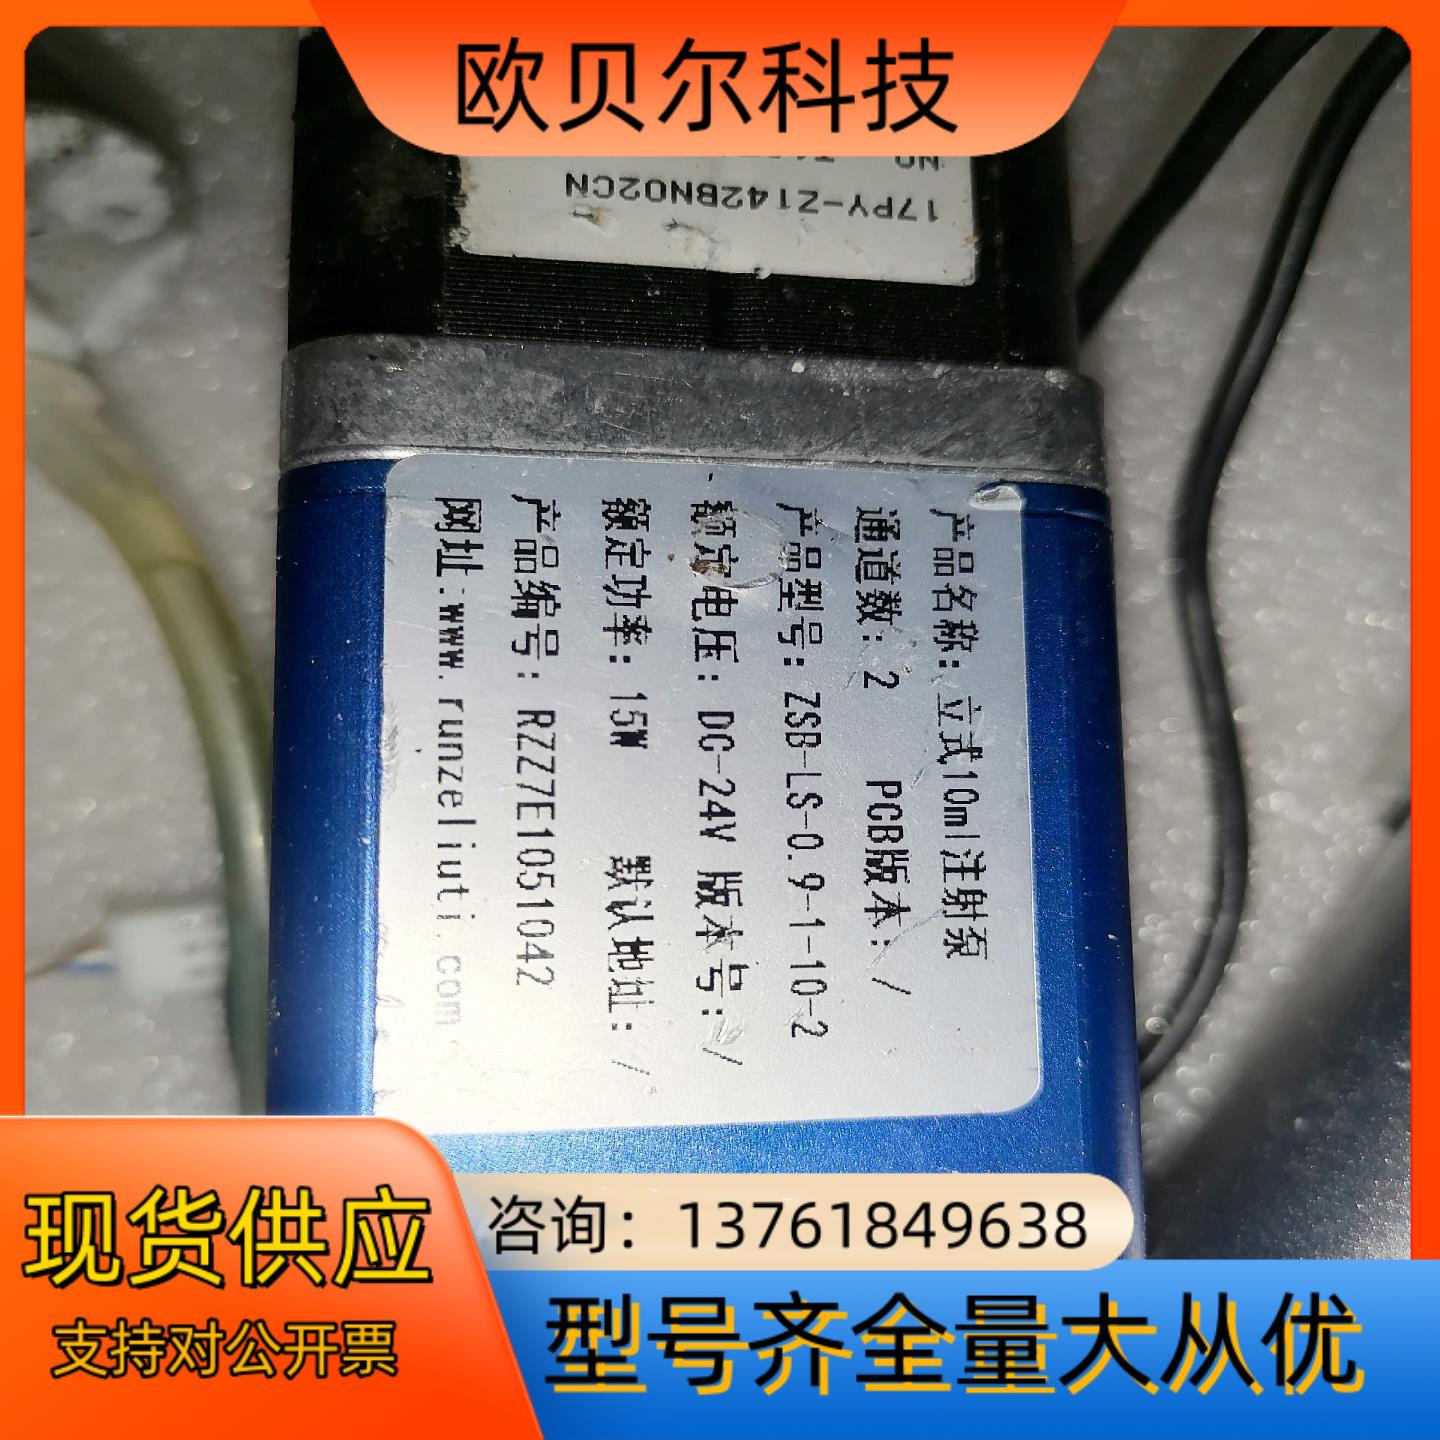 欧贝尔科技
17PY-Z142BN02CN
产品名称：立式10ml注射泵
通道数：2 PCB版本：/
产品型号：ZSB-LS-0.9-1-10-2
额定电压：DC-24V 版本号：/
额定功率：15W 默认地址：/
产品编号：RZZ7E1051042
网址：www.runzeliuti.com
现货供应
支持对公开票
咨询：13761849638
型号齐全量大从优